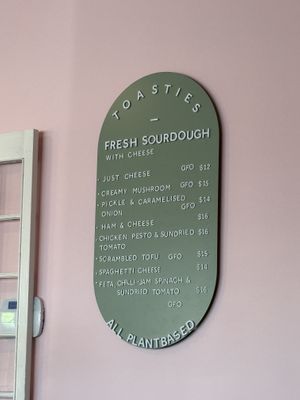 TOASTIES
FRESH SOURDOUGH
WITH CHEESE
- JUST CHEESE GFO $12
- CREAMY MUSHROOM GFO $15
- PICKLE & CARAMELISED GFO $14
ONION
- HAM & CHEESE $16
- CHICKEN PESTO & SUNDRIED $16
TOMATO
- SCRAMBLED TOFU GFO $15
- SPAGHETTI CHEESE $14
- FETA, CHILLI-JAM SPINACH &
SUNDRIED TOMATO $16
GFO
ALL PLANTBASED